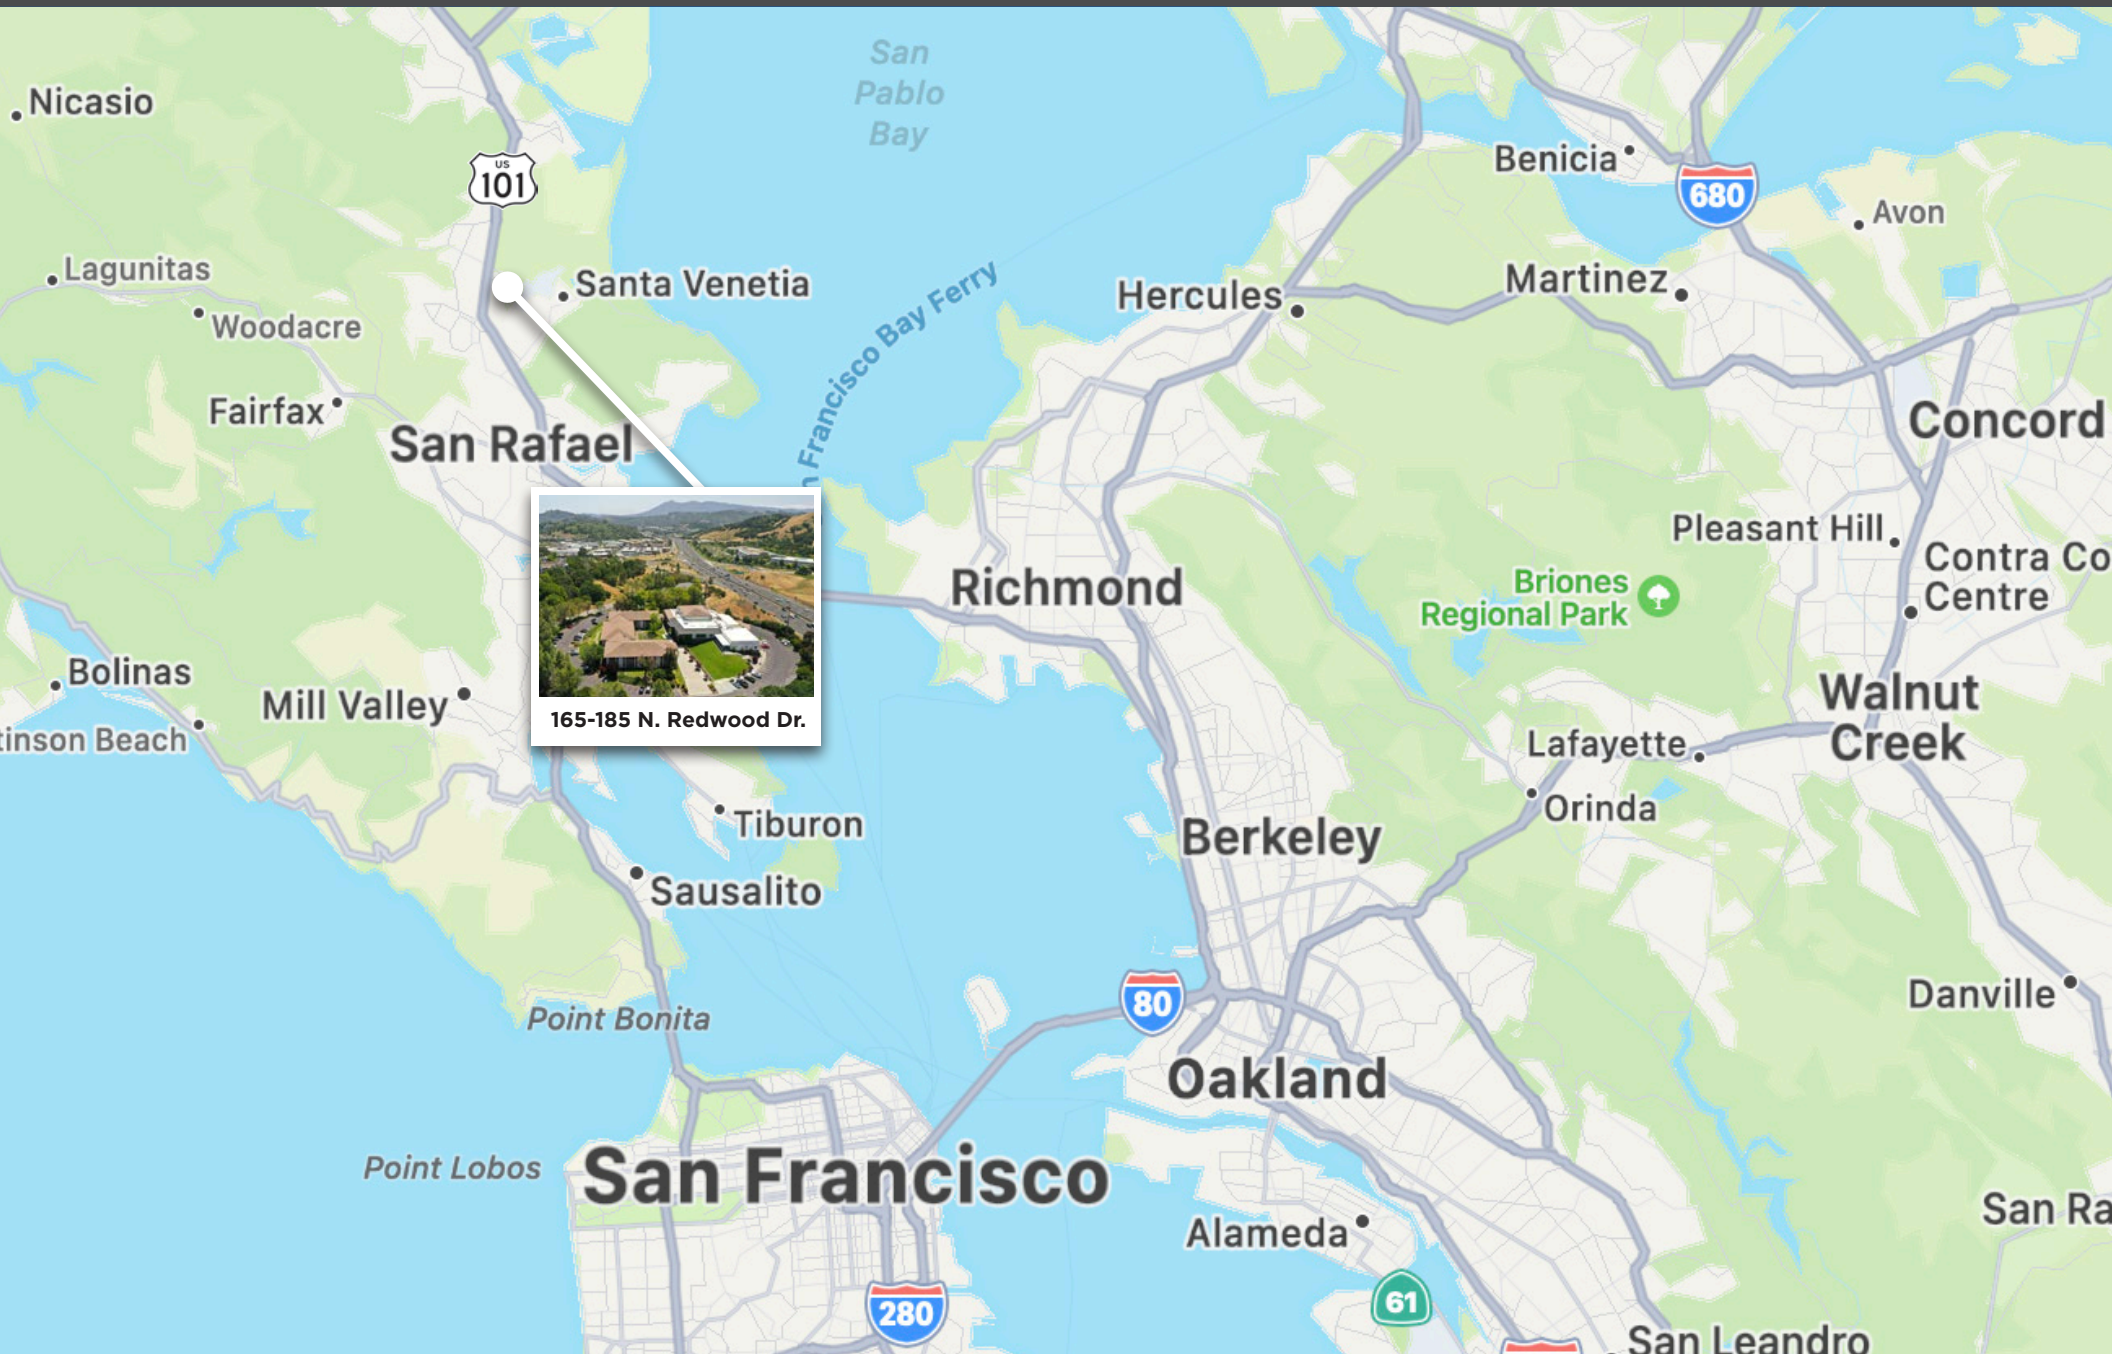 San
Pablo
Bay
Nicasio
US
101
Benicia
680
Avon
Lagunitas
Santa Venetia
Woodacre
Hercules
Martinez
Francisco Bay Ferry
Fairfax
San Rafael
Concord
Pleasant Hill
Contra Co
Centre
Richmond
Briones
Regional Park
Bolinas
Mill Valley
165-185 N. Redwood Dr.
Walnut
Creek
tinson Beach
Lafayette
Orinda
Tiburon
Berkeley
Sausalito
Danville
80
Point Bonita
Oakland
Point Lobos
San Francisco
San Ra
Alameda
61
280
San Leandro